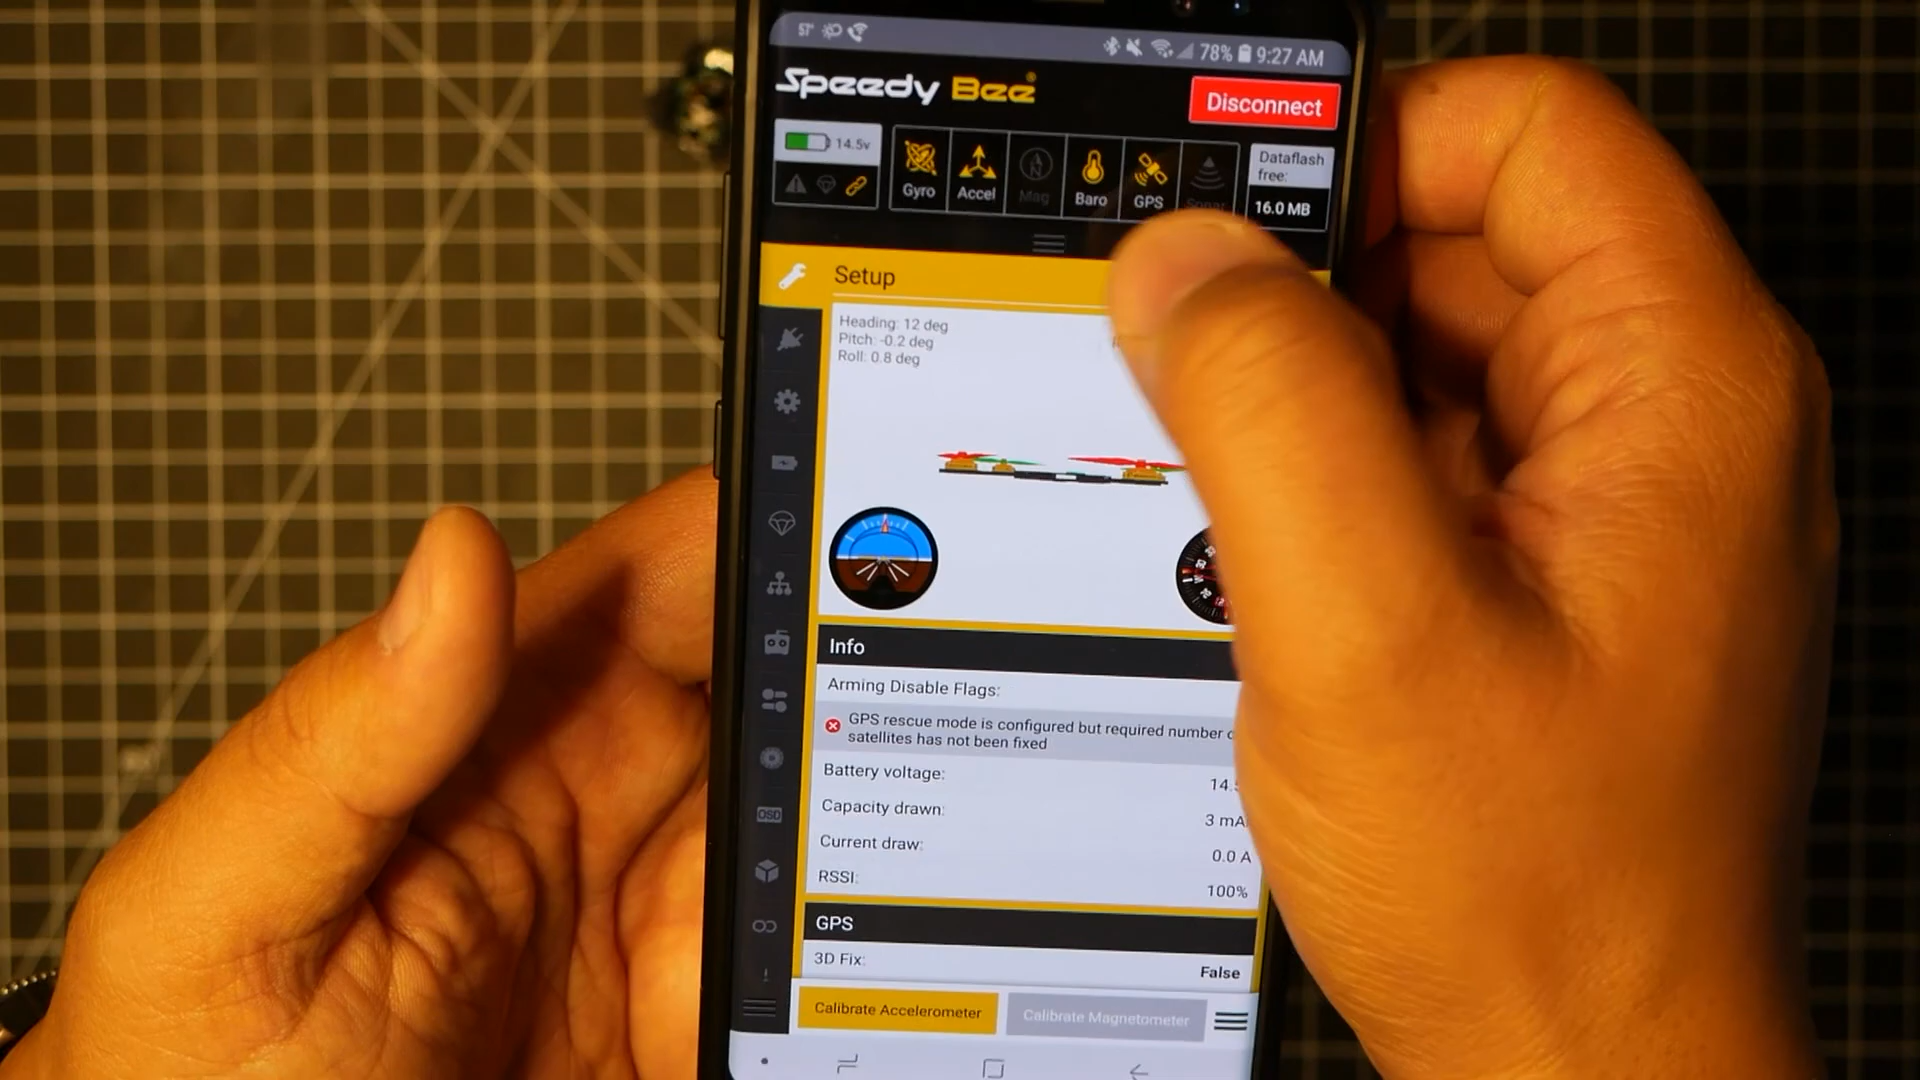 57°
78% 9:27 AM
Speedy Bee®
Disconnect
14.5v
Gyro
Accel
Mag
Baro
GPS
Sonar
Dataflash
free:
16.0 MB
Setup
Heading: 12 deg
Pitch: -0.2 deg
Roll: 0.8 deg
Info
Arming Disable Flags:
GPS rescue mode is configured but required number
satellites has not been fixed
Battery voltage: 14.
Capacity drawn: 3 mA
Current draw: 0.0 A
RSSI: 100%
OSD
GPS
3D Fix: False
Calibrate Accelerometer
Calibrate Magnetometer